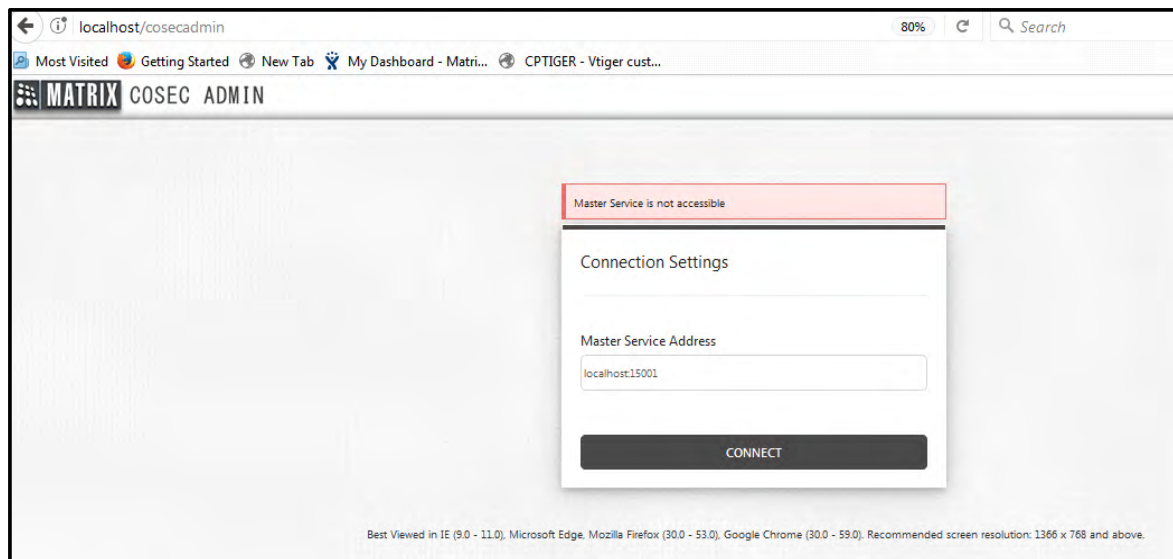 localhost/cosecadmin 80% Search
Most Visited Getting Started New Tab My Dashboard - Matri... CPTIGER - Vtiger cust...
MATRIX COSEC ADMIN
Master Service is not accessible
Connection Settings
Master Service Address
localhost:15001
CONNECT
Best Viewed in IE (9.0 - 11.0), Microsoft Edge, Mozilla Firefox (30.0 - 53.0), Google Chrome (30.0 - 59.0). Recommended screen resolution: 1366 x 768 and above.